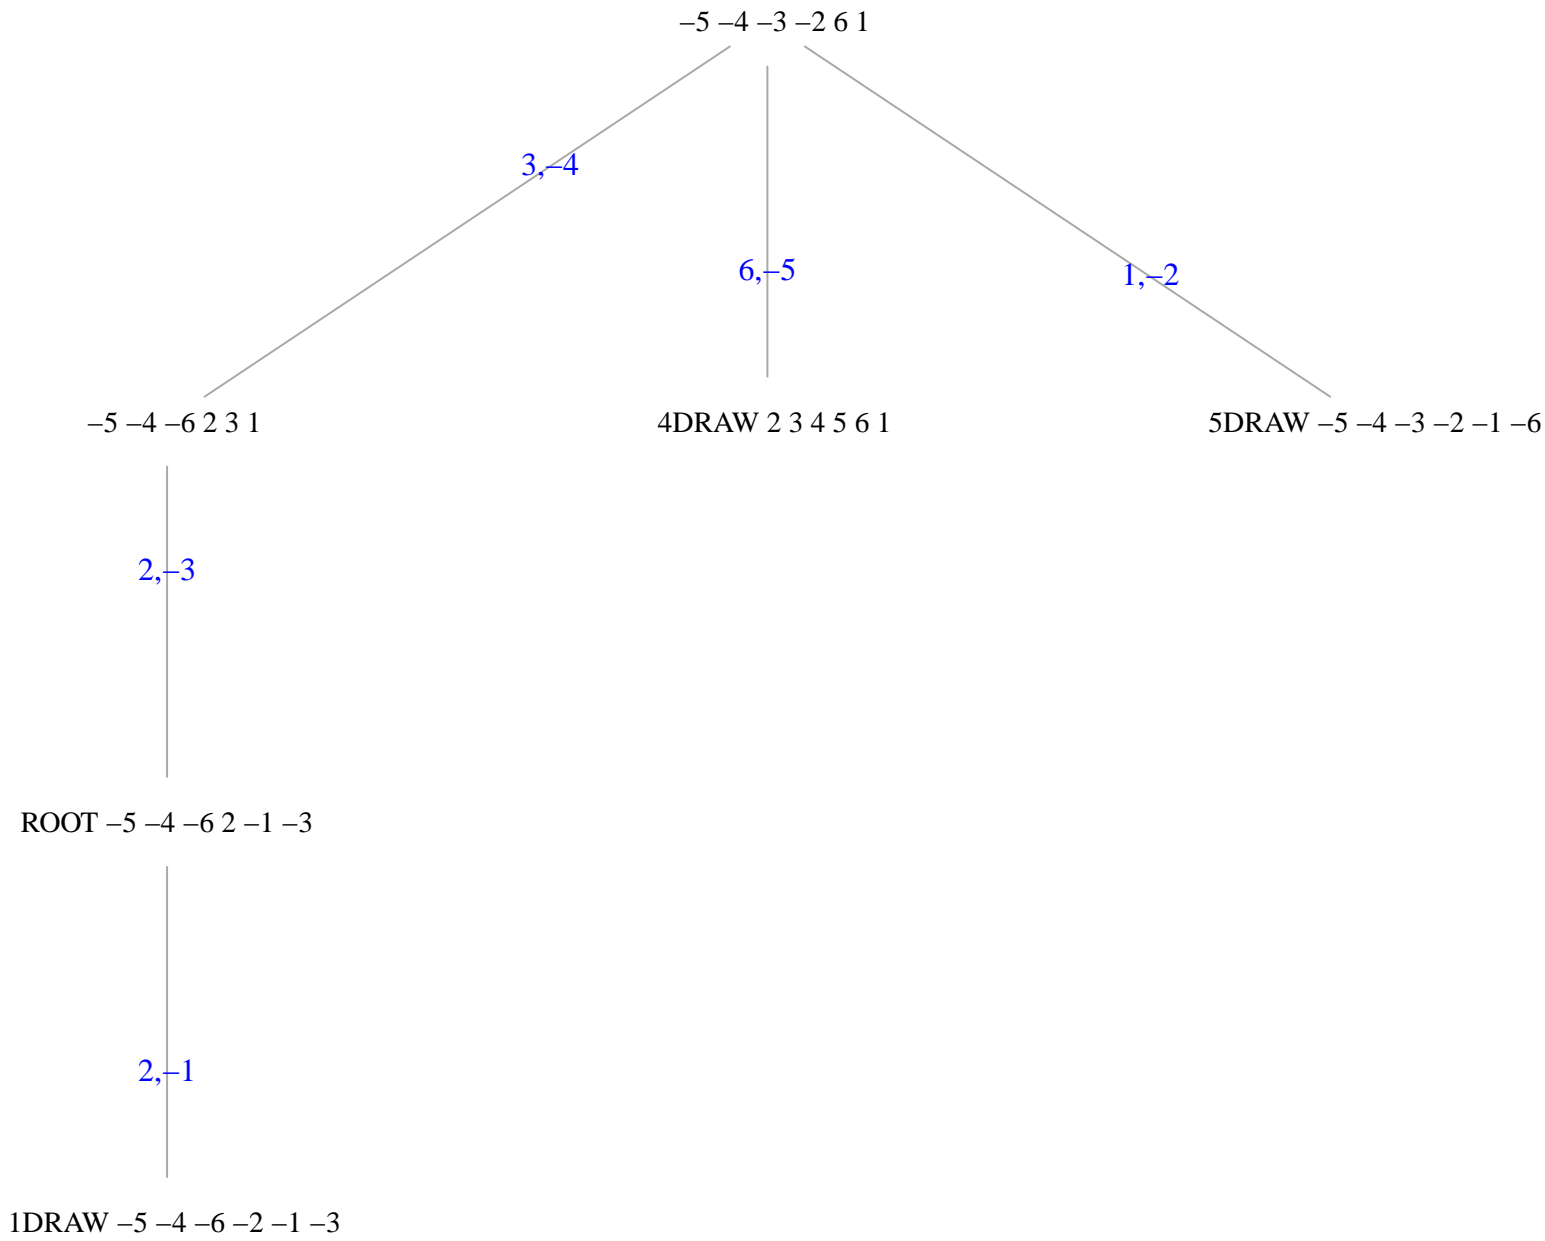 –5 –4 –3 –2 6 1
3,–4
6,–5
1,–2
–5 –4 –6 2 3 1
4DRAW 2 3 4 5 6 1
5DRAW –5 –4 –3 –2 –1 –6
2,–3
ROOT –5 –4 –6 2 –1 –3
2,–1
1DRAW –5 –4 –6 –2 –1 –3